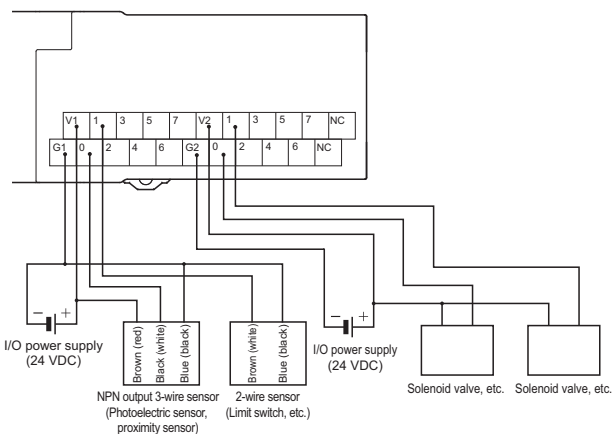 V1 1 3 5 7 V2 1 3 5 7 NC
G1 0 2 4 6 G2 0 2 4 6 NC
− +
I/O power supply
(24 VDC)
Brown (red)
Black (white)
Blue (black)
NPN output 3-wire sensor
(Photoelectric sensor,
proximity sensor)
Brown (white)
Blue (black)
2-wire sensor
(Limit switch, etc.)
− +
I/O power supply
(24 VDC)
Solenoid valve, etc.
Solenoid valve, etc.